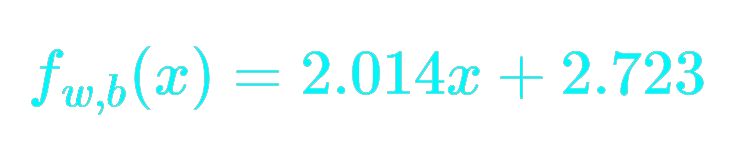 f_{w,b}(x) = 2.014x + 2.723